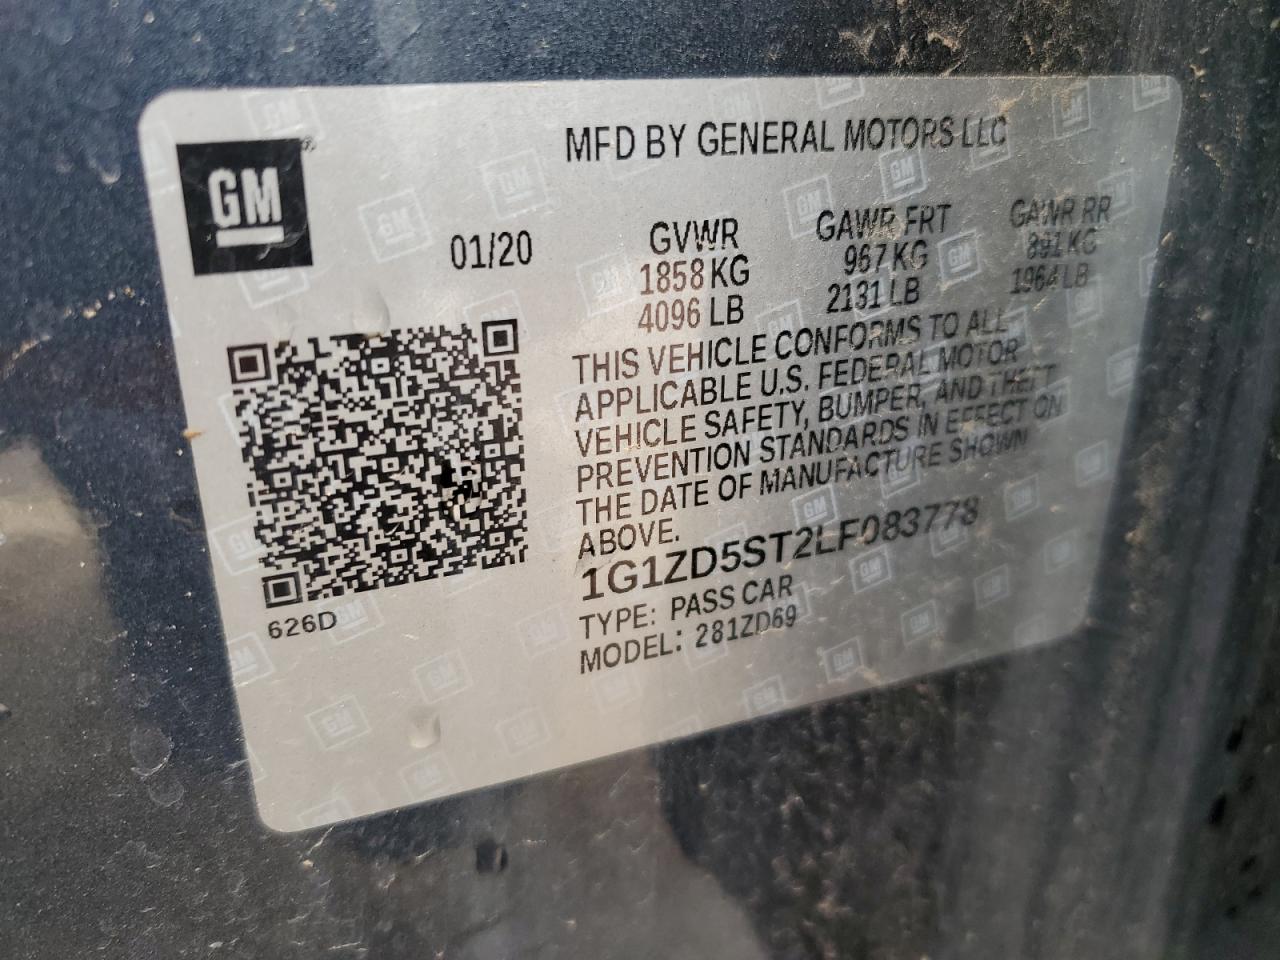 GM
MFD BY GENERAL MOTORS LLC
01/20
GVWR GAWR FRT GAWR RR
1858 KG 967 KG 891 KG
4096 LB 2131 LB 1964 LB
THIS VEHICLE CONFORMS TO ALL
APPLICABLE U.S. FEDERAL MOTOR
VEHICLE SAFETY, BUMPER, AND THEFT
PREVENTION STANDARDS IN EFFECT ON
THE DATE OF MANUFACTURE SHOWN
ABOVE.
1G1ZD5ST2LF083778
TYPE: PASS CAR
MODEL: 281ZD69
626D